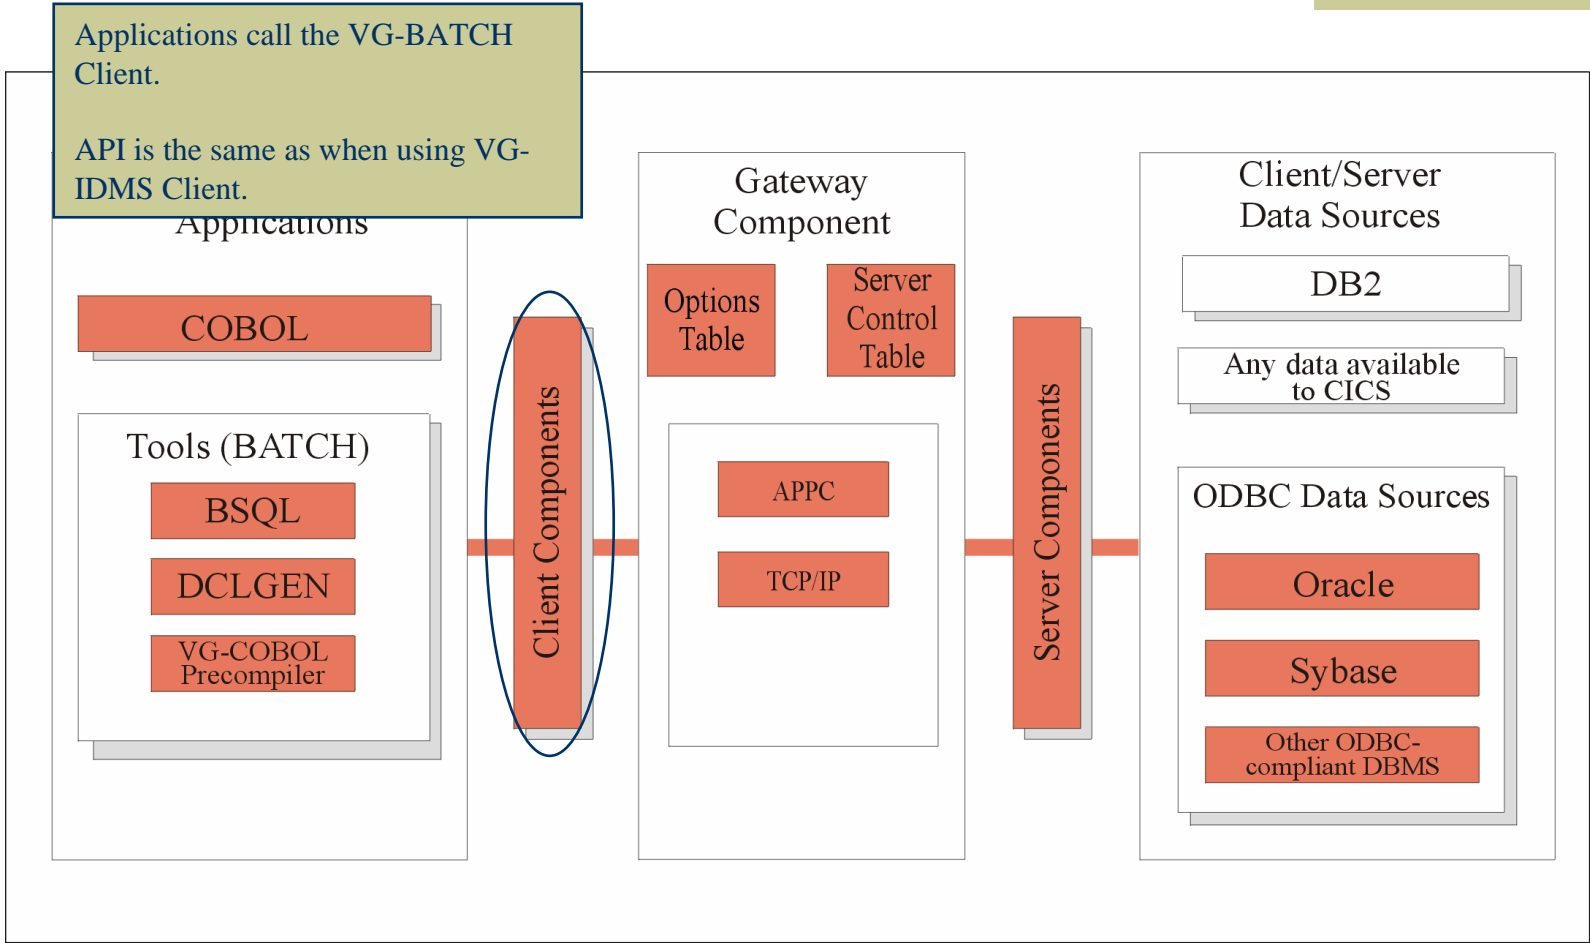 Applications call the VG-BATCH
Client.
API is the same as when using VG-
IDMS Client.
Applications
COBOL
Tools (BATCH)
BSQL
DCLGEN
VG-COBOL
Precompiler
Client Components
Gateway
Component
Options
Table
Server
Control
Table
APPC
TCP/IP
Server Components
Client/Server
Data Sources
DB2
Any data available
to CICS
ODBC Data Sources
Oracle
Sybase
Other ODBC-
compliant DBMS